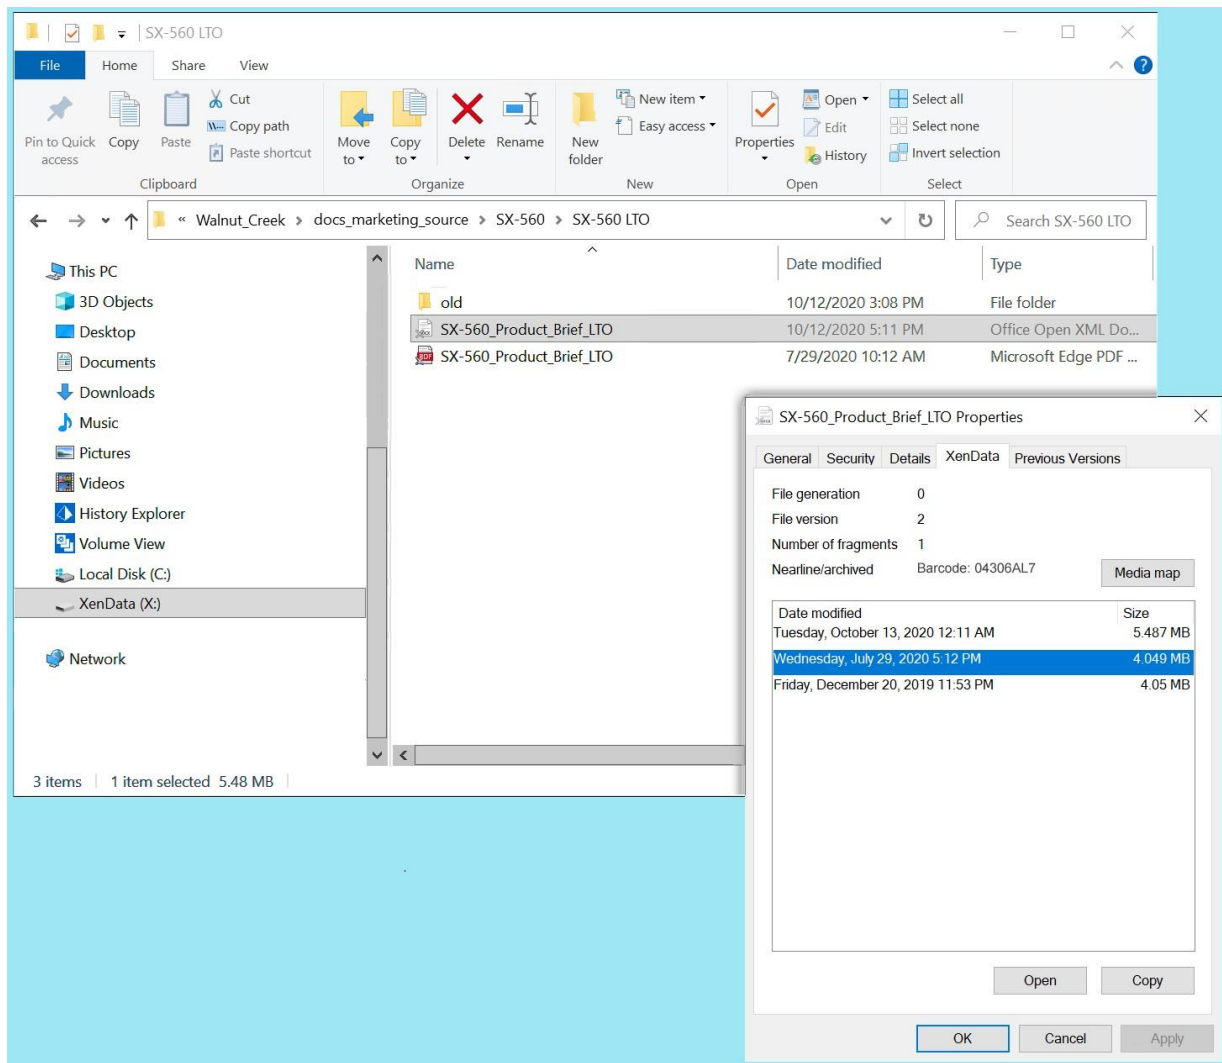 SX-560 LTO
File Home Share View
Pin to Quick access
Copy
Paste
Cut
Copy path
Paste shortcut
Move to
Copy to
Delete
Rename
New folder
New item
Easy access
Properties
Open
Edit
History
Select all
Select none
Invert selection
Clipboard Organize New Open Select
« Walnut_Creek > docs_marketing_source > SX-560 > SX-560 LTO
Search SX-560 LTO
This PC
3D Objects
Desktop
Documents
Downloads
Music
Pictures
Videos
History Explorer
Volume View
Local Disk (C:)
XenData (X:)
Network
Name Date modified Type
old 10/12/2020 3:08 PM File folder
SX-560_Product_Brief_LTO 10/12/2020 5:11 PM Office Open XML Do...
SX-560_Product_Brief_LTO 7/29/2020 10:12 AM Microsoft Edge PDF ...
3 items 1 item selected 5.48 MB
SX-560_Product_Brief_LTO Properties
General Security Details XenData Previous Versions
File generation 0
File version 2
Number of fragments 1
Nearline/archived Barcode: 04306AL7
Media map
Date modified Size
Tuesday, October 13, 2020 12:11 AM 5.487 MB
Wednesday, July 29, 2020 5:12 PM 4.049 MB
Friday, December 20, 2019 11:53 PM 4.05 MB
Open Copy
OK Cancel Apply